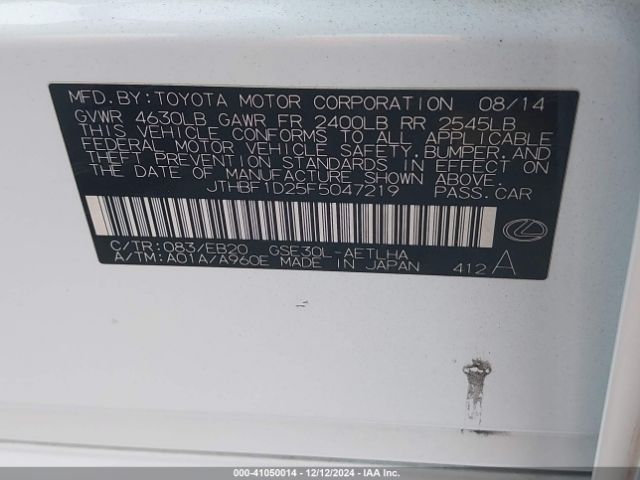 MFD. BY: TOYOTA MOTOR CORPORATION 08/14
GVWR 4630LB GAWR FR 2400LB RR 2545LB
THIS VEHICLE CONFORMS TO ALL APPLICABLE
FEDERAL MOTOR VEHICLE SAFETY, BUMPER, AND
THEFT PREVENTION STANDARDS IN EFFECT ON
THE DATE OF MANUFACTURE SHOWN ABOVE.
JTHBF1D25F5047219 PASS. CAR
C/TR: 083/EB20 GSE30L-AETLHA
A/TM: A01A/A960E MADE IN JAPAN 412 A
000-41050014 - 12/12/2024 - IAAI.COM